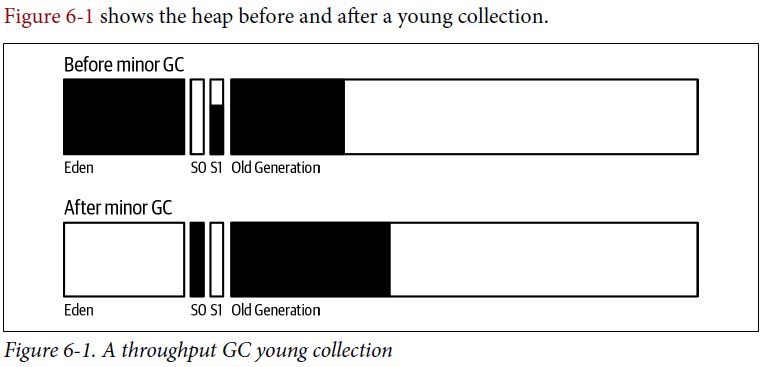 Figure 6-1 shows the heap before and after a young collection.
Before minor GC
Eden S0 S1 Old Generation
After minor GC
Eden S0 S1 Old Generation
Figure 6-1. A throughput GC young collection